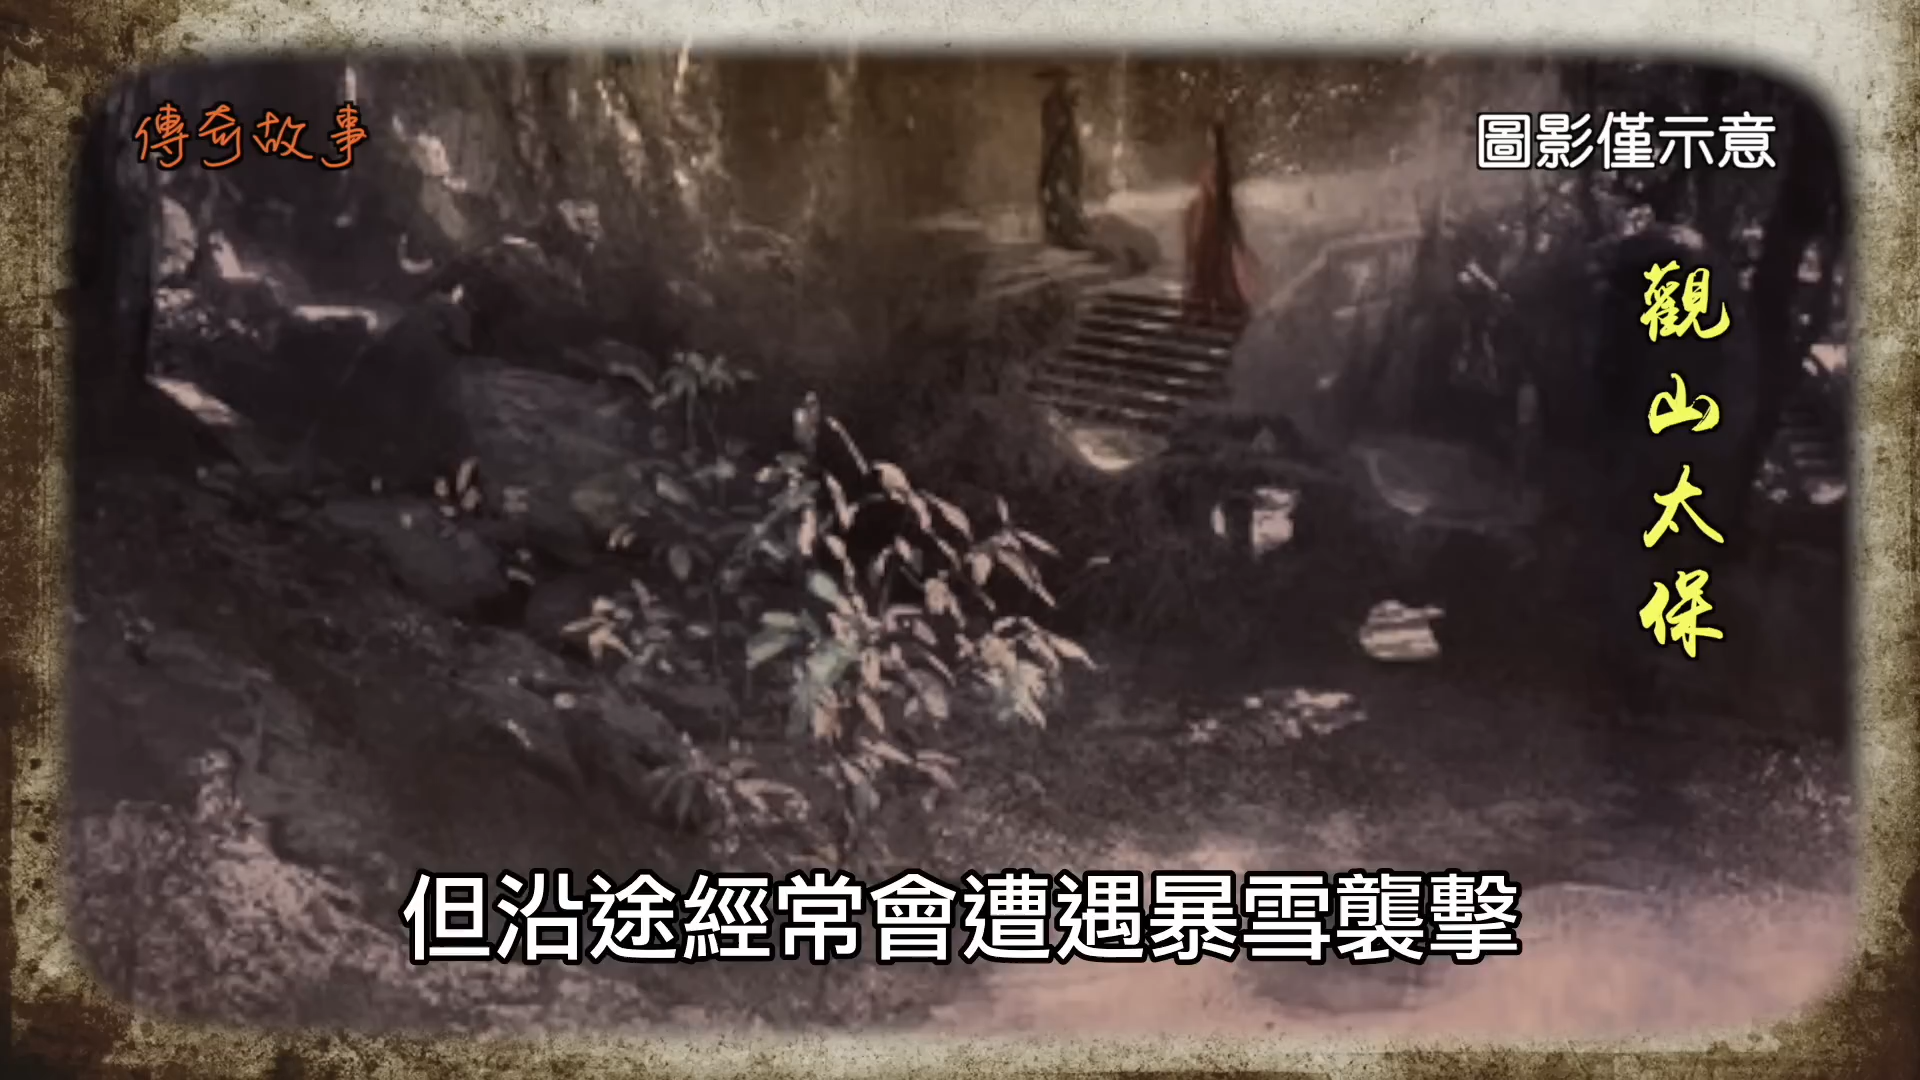 傳奇故事
圖影僅示意
觀山太保
但沿途經常會遭遇暴雪襲擊